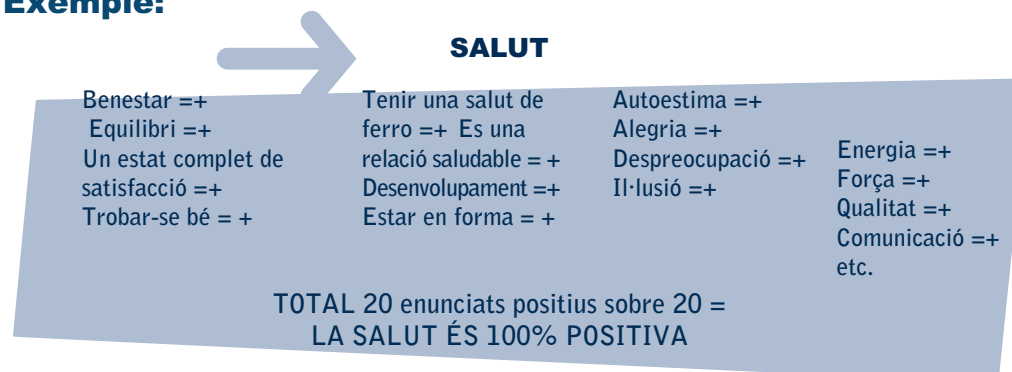 Exemple:
SALUT
Benestar =+
Equilibri =+
Un estat complet de
satisfacció =+
Trobar-se bé = +
Tenir una salut de
ferro =+ Es una
relació saludable = +
Desenvolupament =+
Estar en forma = +
Autoestima =+
Alegria =+
Despreocupació =+
Il·lusió =+
Energia =+
Força =+
Qualitat =+
Comunicació =+
etc.
TOTAL 20 enunciats positius sobre 20 =
LA SALUT ÉS 100% POSITIVA